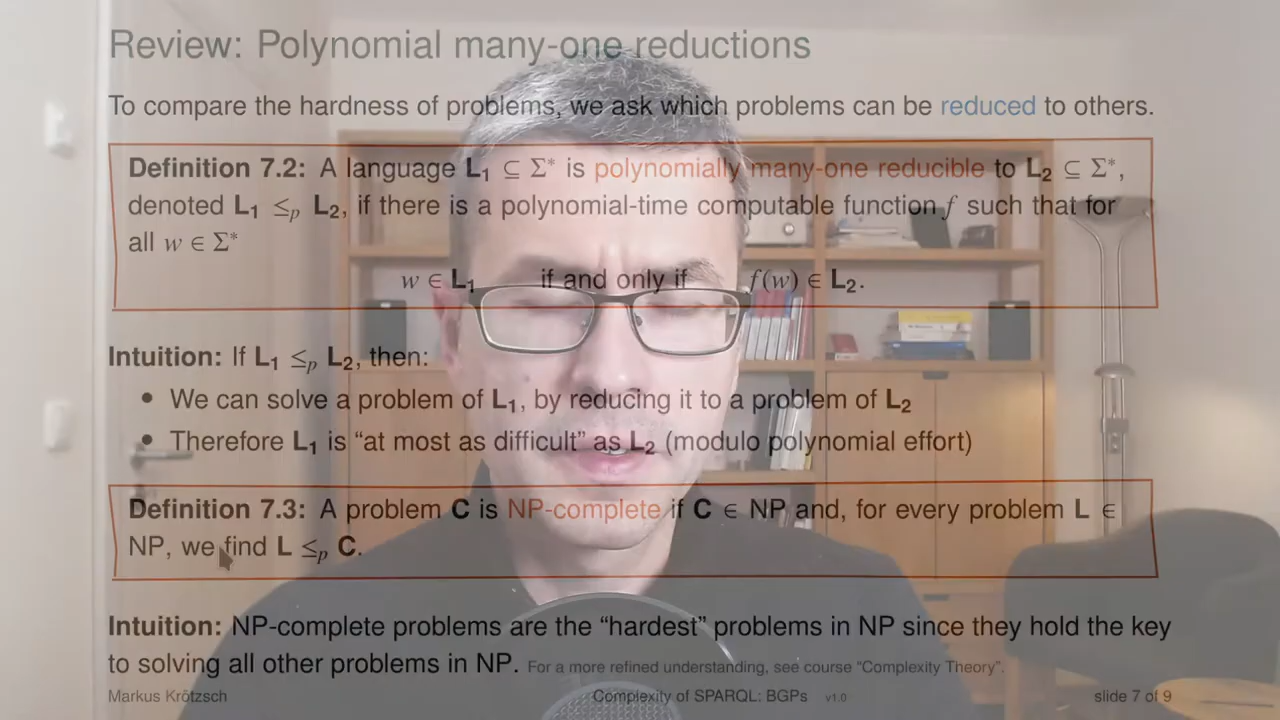 Review: Polynomial many-one reductions
To compare the hardness of problems, we ask which problems can be reduced to others.
Definition 7.2: A language L₁ ⊆ Σ* is polynomially many-one reducible to L₂ ⊆ Σ*,
denoted L₁ ≤ₚ L₂, if there is a polynomial-time computable function f such that for
all w ∈ Σ*
w ∈ L₁ if and only if f(w) ∈ L₂.
Intuition: If L₁ ≤ₚ L₂, then:
• We can solve a problem of L₁, by reducing it to a problem of L₂
• Therefore L₁ is “at most as difficult” as L₂ (modulo polynomial effort)
Definition 7.3: A problem C is NP-complete if C ∈ NP and, for every problem L ∈
NP, we find L ≤ₚ C.
Intuition: NP-complete problems are the “hardest” problems in NP since they hold the key
to solving all other problems in NP. For a more refined understanding, see course “Complexity Theory”.
Markus Krötzsch Complexity of SPARQL: BGPs v1.0 slide 7 of 9